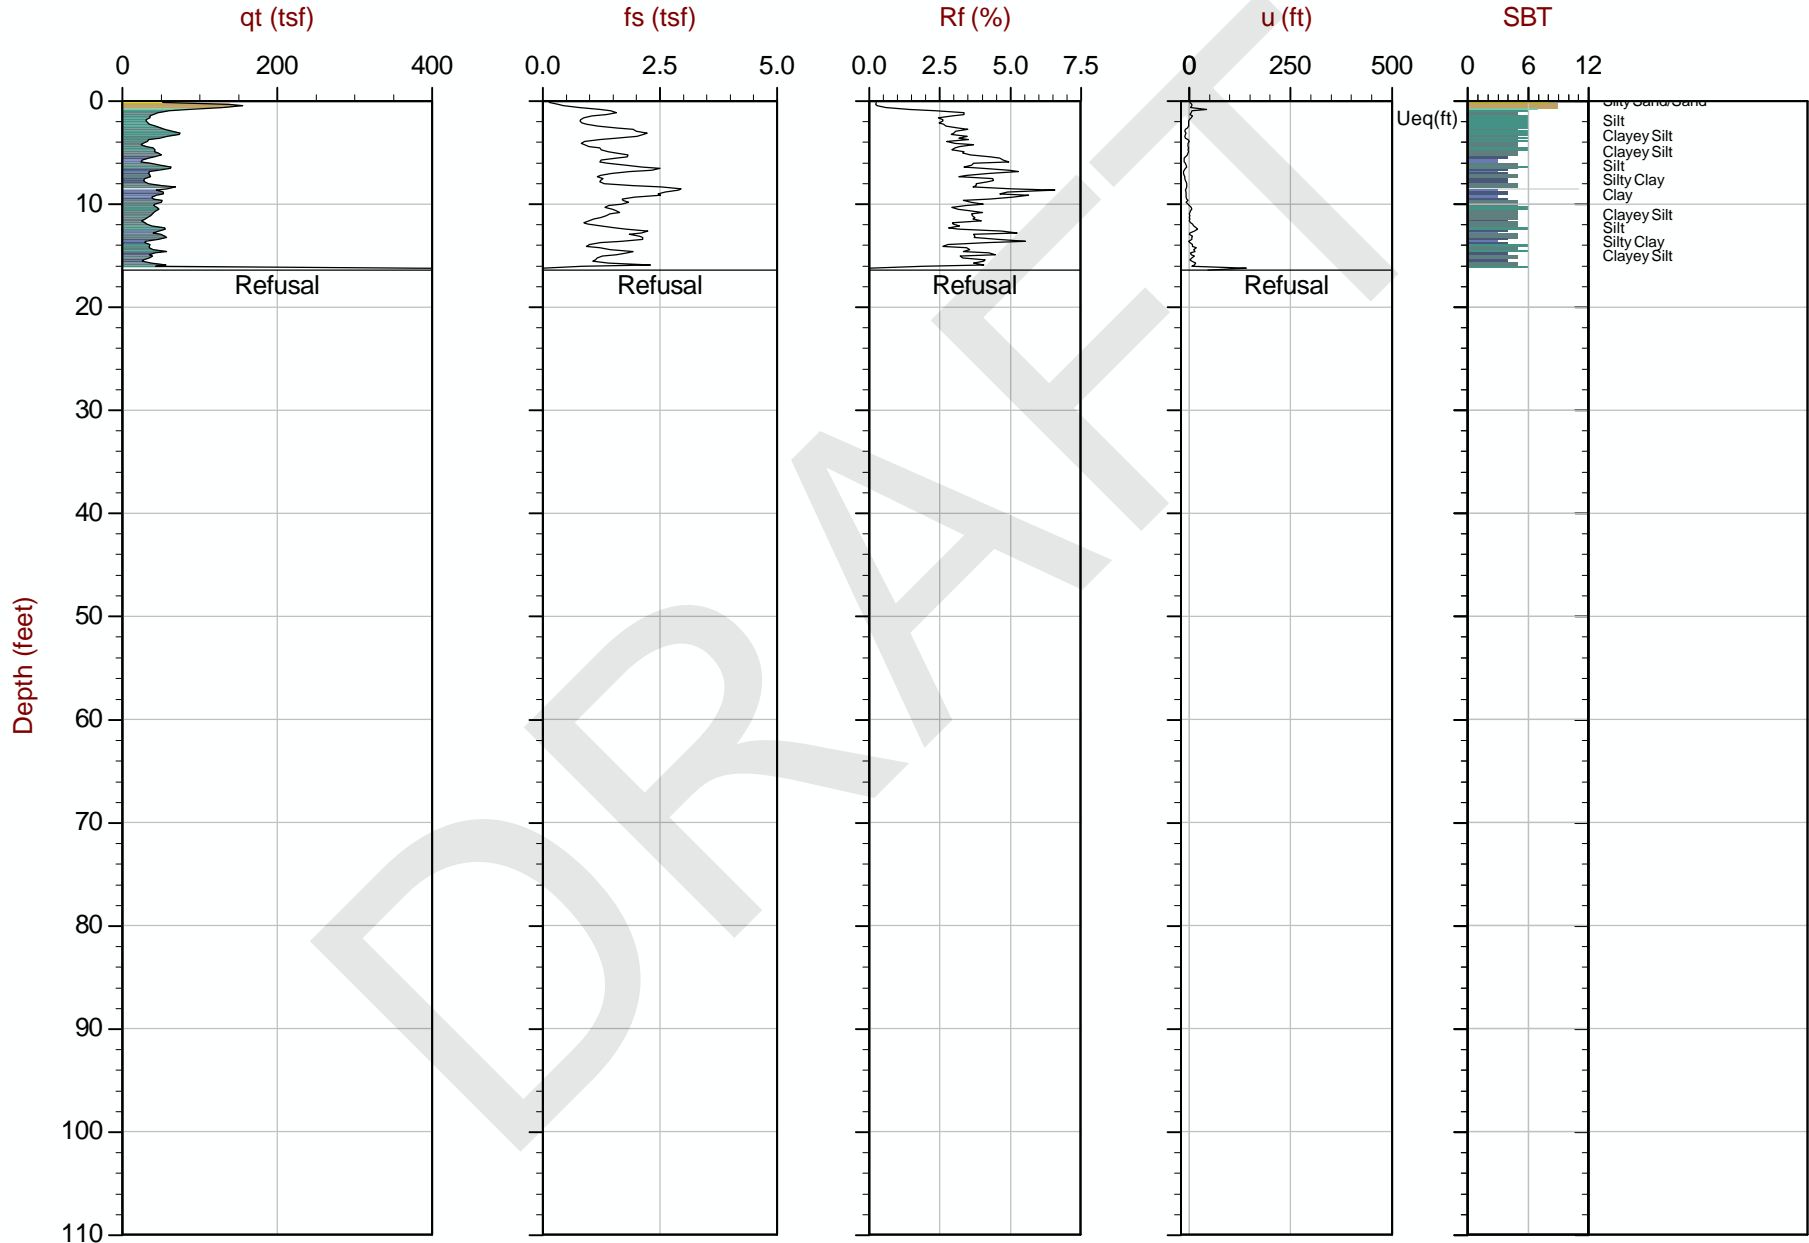 qt (tsf) fs (tsf) Rf (%) u (ft) SBT
0 200 400 0.0 2.5 5.0 0.0 2.5 5.0 7.5 0 250 500 0 6 12
0
Silty Sand/Sand
Ueq(ft)
Silt
Clayey Silt
Clayey Silt
Silt
Silty Clay
Clay
10
Clayey Silt
Silt
Silty Clay
Clayey Silt
Refusal Refusal Refusal Refusal
20
30
40
50
60
70
80
90
100
110
Depth (feet)
DRAFT